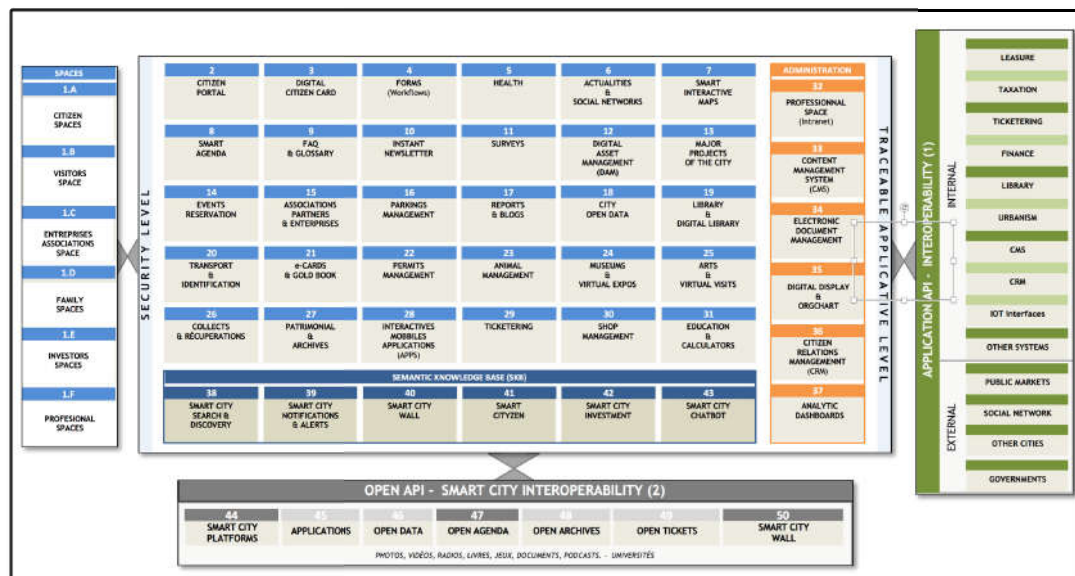 SPACES
1.A
CITIZEN
SPACES
1.B
VISITORS
SPACE
1.C
ENTREPRISES
ASSOCIATIONS
SPACE
1.D
FAMILY
SPACES
1.E
INVESTORS
SPACES
1.F
PROFESIONAL
SPACES
SECURITY LEVEL
2
CITIZEN
PORTAL
3
DIGITAL
CITIZEN CARD
4
FORMS
(Workflows)
5
HEALTH
6
ACTUALITIES
&
SOCIAL NETWORKS
7
SMART
INTERACTIVE
MAPS
8
SMART
AGENDA
9
FAQ
& GLOSSARY
10
INSTANT
NEWSLETTER
11
SURVEYS
12
DIGITAL
ASSET
MANAGEMENT
(DAM)
13
MAJOR
PROJECTS
OF THE CITY
14
EVENTS
RESERVATION
15
ASSOCIATIONS
PARTNERS
& ENTERPRISES
16
PARKINGS
MANAGEMENT
17
REPORTS
& BLOGS
18
CITY
OPEN DATA
19
LIBRARY
&
DIGITAL LIBRARY
20
TRANSPORT
&
IDENTIFICATION
21
e-CARDS
& GOLD BOOK
22
PERMITS
MANAGEMENT
23
ANIMAL
MANAGEMENT
24
MUSEUMS
&
VIRTUAL EXPOS
25
ARTS
&
VIRTUAL VISITS
26
COLLECTS
& RÉCUPERATIONS
27
PATRIMONIAL
&
ARCHIVES
28
INTERACTIVES
MOBBILES
APPLICATIONS
(APPS)
29
TICKETERING
30
SHOP
MANAGEMENT
31
EDUCATION
&
CALCULATORS
SEMANTIC KNOWLEDGE BASE (SKB)
38
SMART CITY
SEARCH &
DISCOVERY
39
SMART CITY
NOTIFICATIONS
& ALERTS
40
SMART CITY
WALL
41
SMART
CITYZEN
42
SMART CITY
INVESTMENT
43
SMART CITY
CHATBOT
ADMINISTRATION
32
PROFESSIONNAL
SPACE
(Intranet)
33
CONTENT
MANAGEMENT
SYSTEM
(CMS)
34
ELECTRONIC
DOCUMENT
MANAGEMENT
35
DIGITAL DISPLAY
&
ORGCHART
36
CITIZEN
RELATIONS
MANAGEMENNT
(CRM)
37
ANALYTIC
DASHBOARDS
TRACEABLE APPLICATIVE LEVEL
APPLICATION API - INTEROPERABILITY (1)
INTERNAL
LEASURE
TAXATION
TICKETERING
FINANCE
LIBRARY
URBANISM
CMS
CRM
IOT Interfaces
OTHER SYSTEMS
EXTERNAL
PUBLIC MARKETS
SOCIAL NETWORK
OTHER CITIES
GOVERNMENTS
OPEN API - SMART CITY INTEROPERABILITY (2)
44
SMART CITY
PLATFORMS
45
APPLICATIONS
46
OPEN DATA
47
OPEN AGENDA
48
OPEN ARCHIVES
49
OPEN TICKETS
50
SMART CITY
WALL
PHOTOS, VIDÉOS, RADIOS, LIVRES, JEUX, DOCUMENTS, PODCASTS. - UNIVERSITÉS